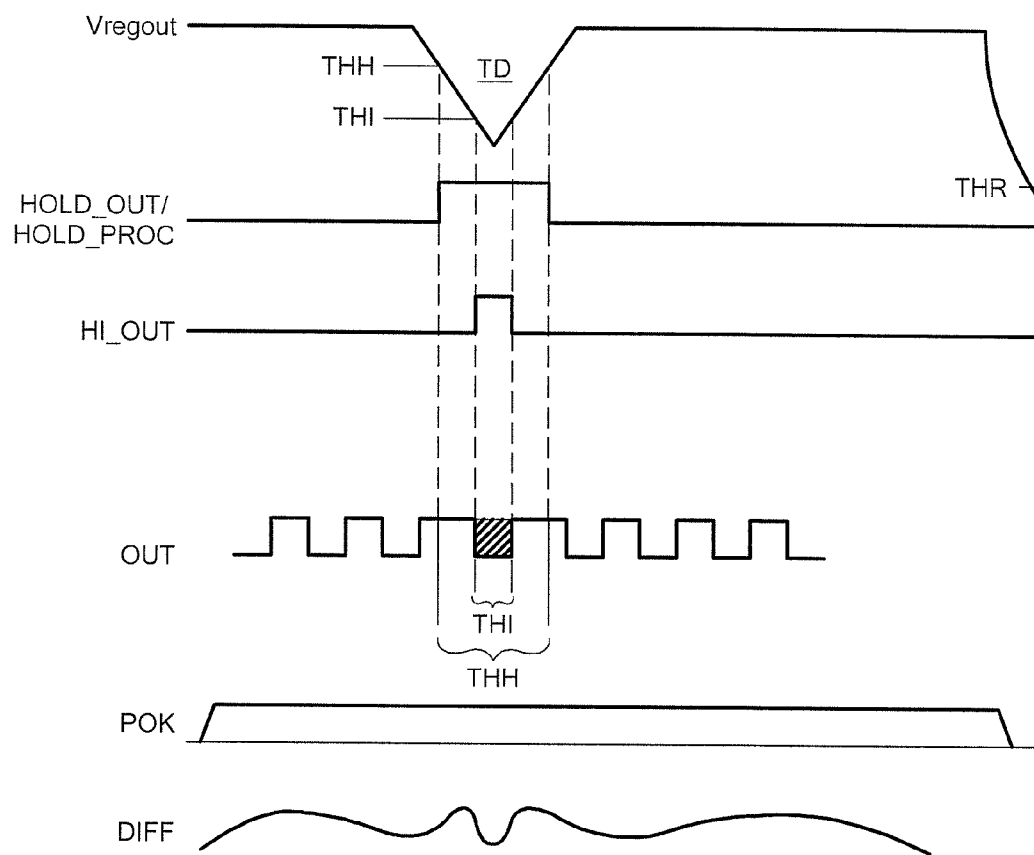 Vregout
THH
TD
THI
THR
HOLD_OUT/
HOLD_PROC
HI_OUT
OUT
THI
THH
POK
DIFF